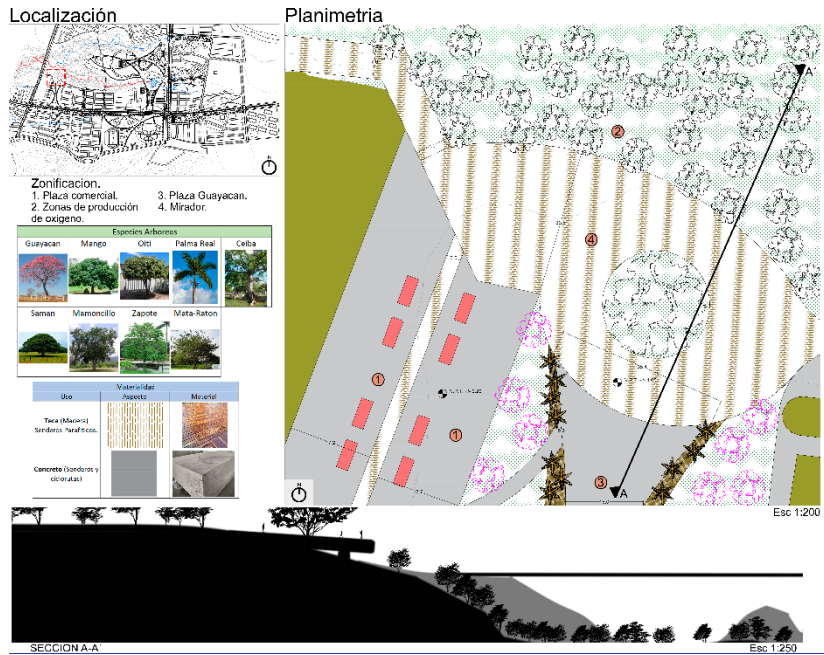 Localización
Planimetria
Zonificacion.
1. Plaza comercial. 3. Plaza Guayacan.
2. Zonas de producción 4. Mirador.
de oxigeno.
Especies Arboreas
Guayacan Mango Oiti Palma Real Ceiba
Saman Mamoncillo Zapote Mata-Raton
Materialidad
Uso Aspecto Material
Teca (Madera)
Senderos Parafiticos.
Concreto (Senderos y
cicloratas)
N
A'
2
4
1
1
3
A
N
Esc 1:200
SECCION A-A'
Esc 1:250